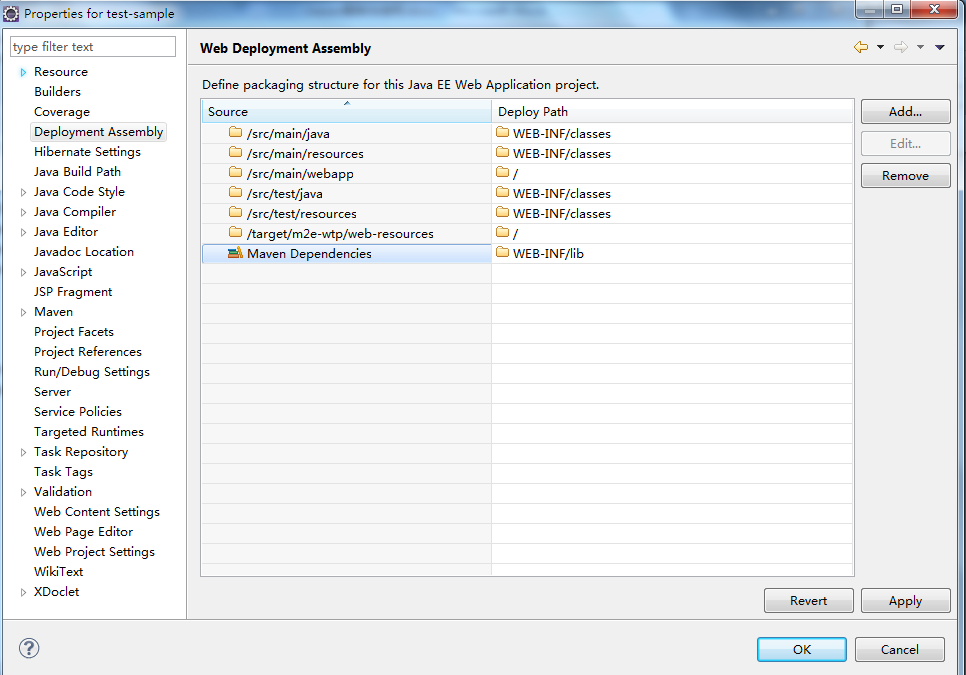 Properties for test-sample
type filter text
Resource
Builders
Coverage
Deployment Assembly
Hibernate Settings
Java Build Path
Java Code Style
Java Compiler
Java Editor
Javadoc Location
JavaScript
JSP Fragment
Maven
Project Facets
Project References
Run/Debug Settings
Server
Service Policies
Targeted Runtimes
Task Repository
Task Tags
Validation
Web Content Settings
Web Page Editor
Web Project Settings
WikiText
XDoclet
Web Deployment Assembly
Define packaging structure for this Java EE Web Application project.
Source Deploy Path
/src/main/java WEB-INF/classes
/src/main/resources WEB-INF/classes
/src/main/webapp /
/src/test/java WEB-INF/classes
/src/test/resources WEB-INF/classes
/target/m2e-wtp/web-resources /
Maven Dependencies WEB-INF/lib
Add...
Edit...
Remove
Revert Apply
? OK Cancel